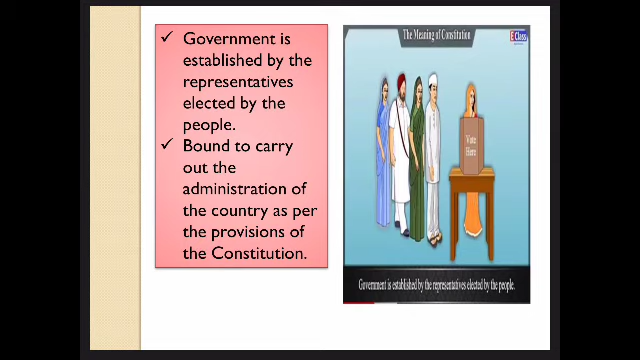 ✓ Government is
established by the
representatives
elected by the
people.
✓ Bound to carry
out the
administration of
the country as per
the provisions of
the Constitution.
The Meaning of Constitution
E Class
Vote
Here
Government is established by the representatives elected by the people.